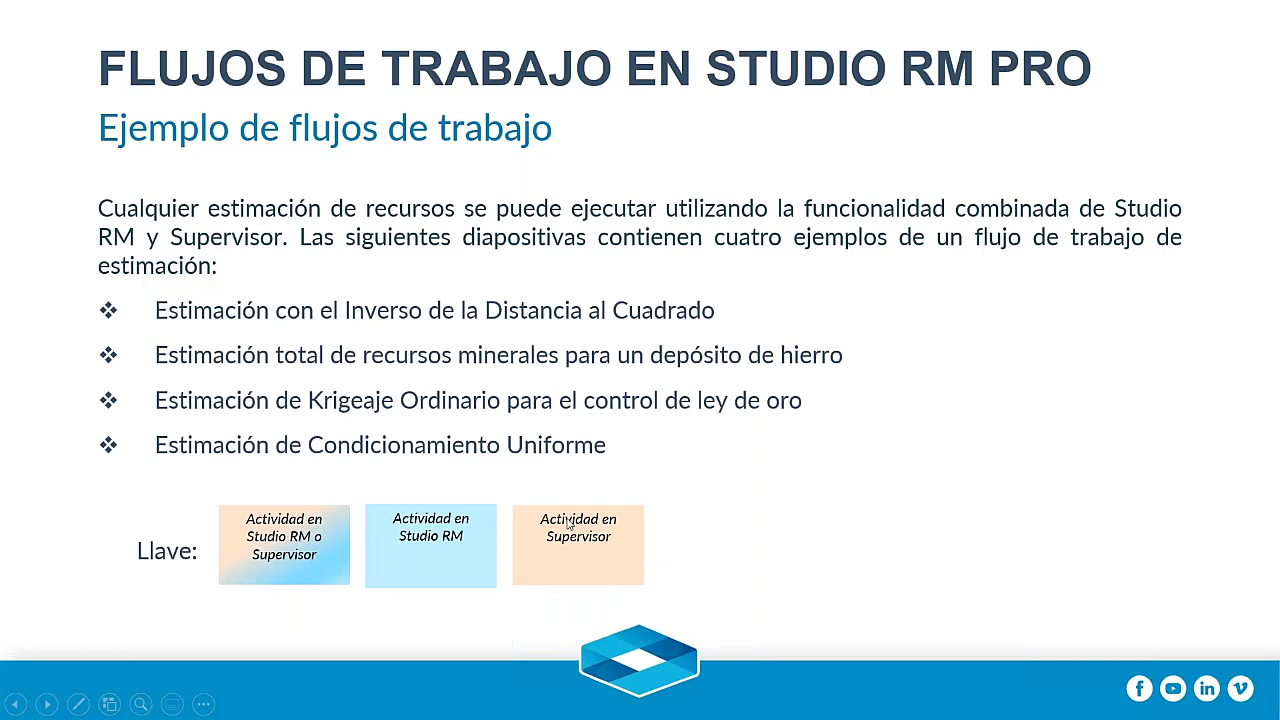 FLUJOS DE TRABAJO EN STUDIO RM PRO
Ejemplo de flujos de trabajo
Cualquier estimación de recursos se puede ejecutar utilizando la funcionalidad combinada de Studio
RM y Supervisor. Las siguientes diapositivas contienen cuatro ejemplos de un flujo de trabajo de
estimación:
❖ Estimación con el Inverso de la Distancia al Cuadrado
❖ Estimación total de recursos minerales para un depósito de hierro
❖ Estimación de Krigeaje Ordinario para el control de ley de oro
❖ Estimación de Condicionamiento Uniforme
Llave:
Actividad en
Studio RM o
Supervisor
Actividad en
Studio RM
Actividad en
Supervisor